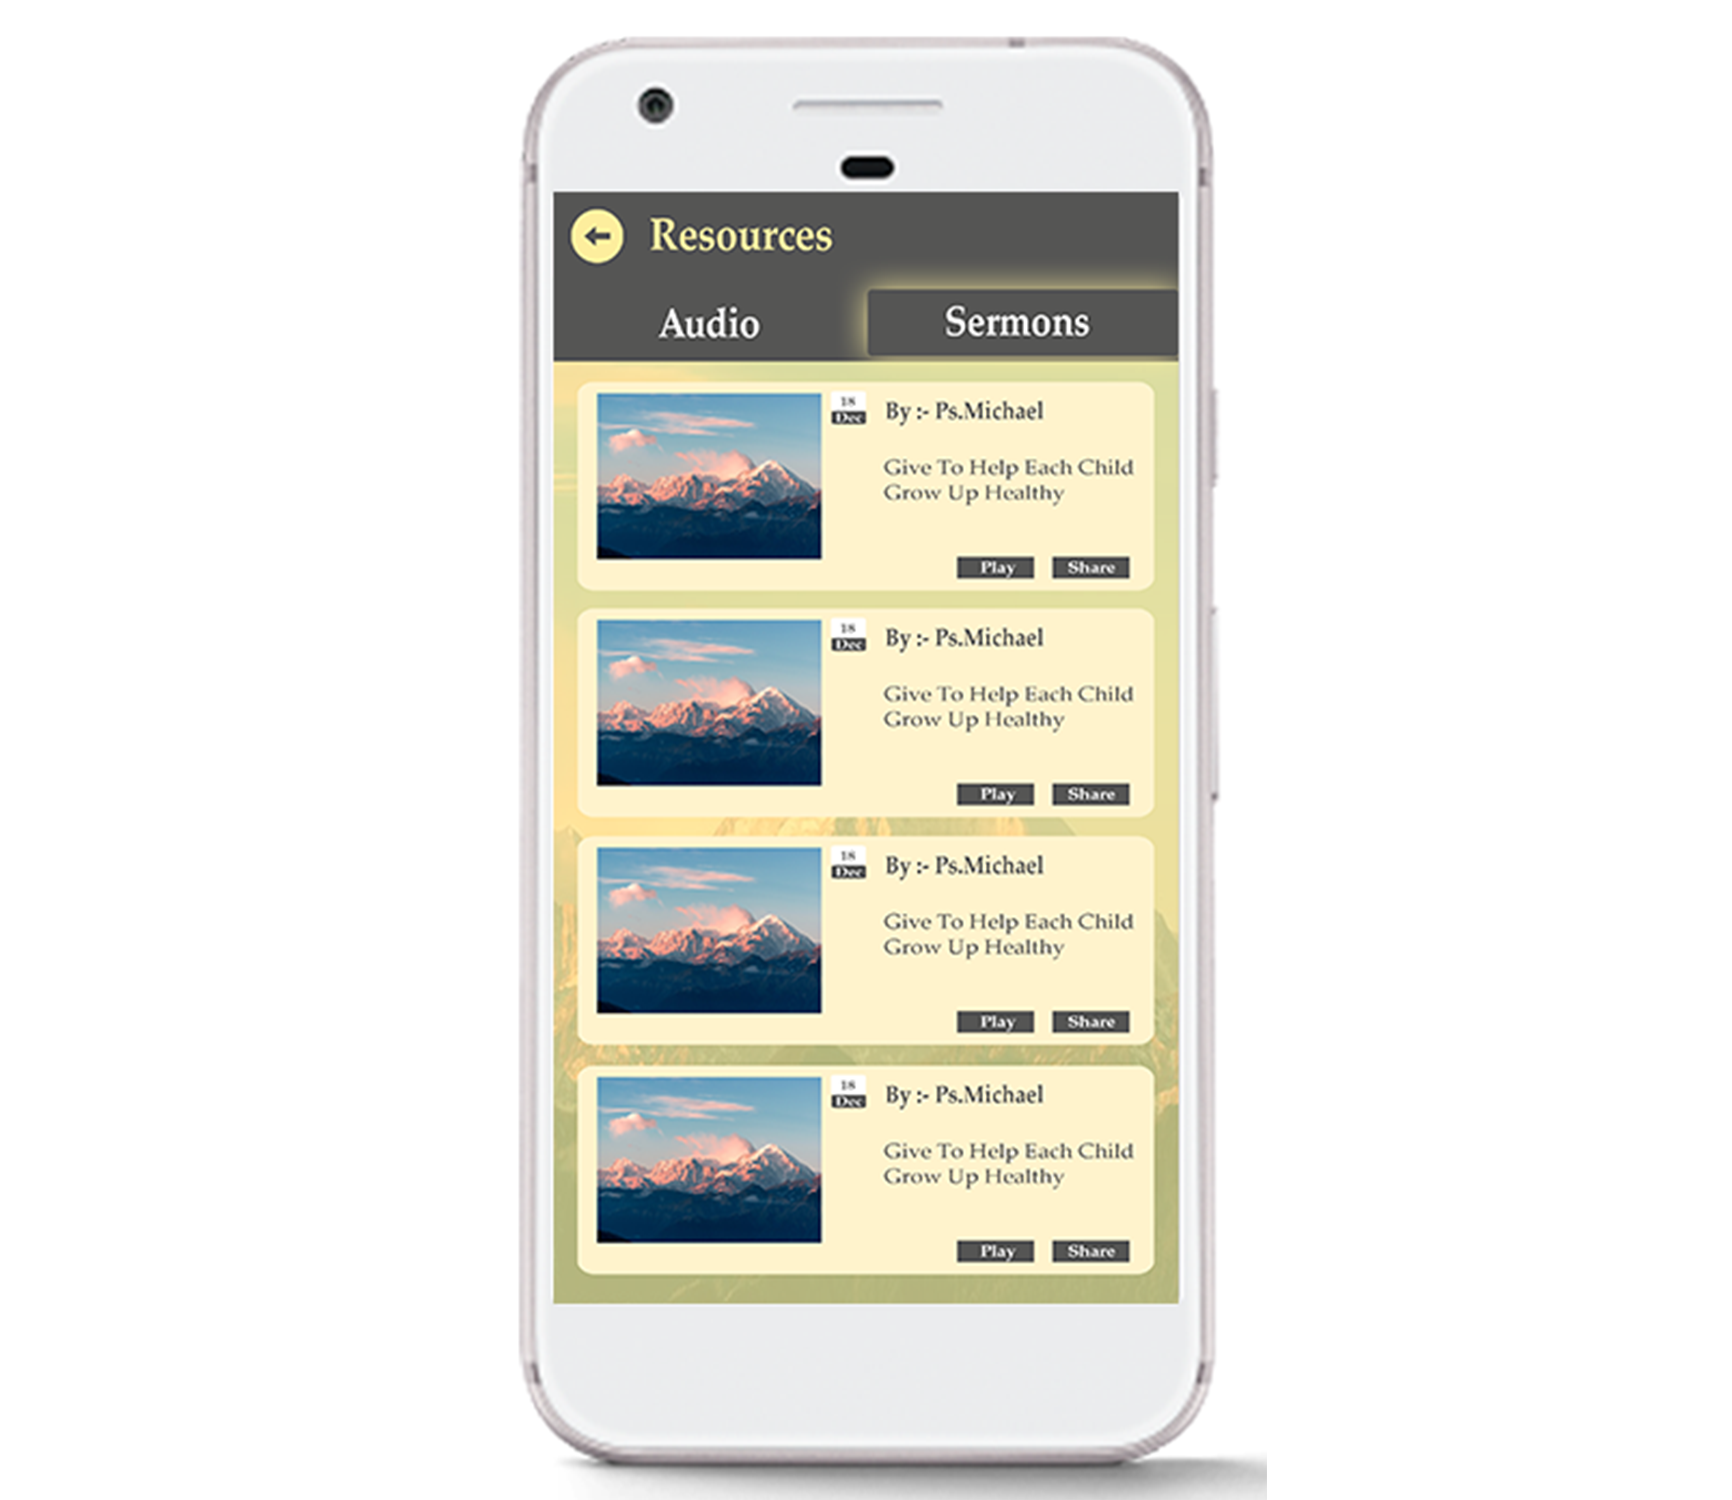 Resources
Audio
Sermons
18
Dec
By :- Ps.Michael
Give To Help Each Child
Grow Up Healthy
Play
Share
18
Dec
By :- Ps.Michael
Give To Help Each Child
Grow Up Healthy
Play
Share
18
Dec
By :- Ps.Michael
Give To Help Each Child
Grow Up Healthy
Play
Share
18
Dec
By :- Ps.Michael
Give To Help Each Child
Grow Up Healthy
Play
Share